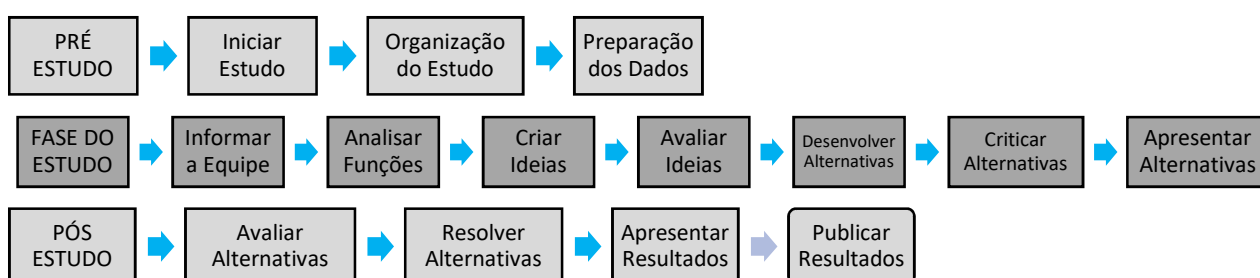 PRÉ
ESTUDO
Iniciar
Estudo
Organização
do Estudo
Preparação
dos Dados
FASE DO
ESTUDO
Informar
a Equipe
Analisar
Funções
Criar
Ideias
Avaliar
Ideias
Desenvolver
Alternativas
Criticar
Alternativas
Apresentar
Alternativas
PÓS
ESTUDO
Avaliar
Alternativas
Resolver
Alternativas
Apresentar
Resultados
Publicar
Resultados